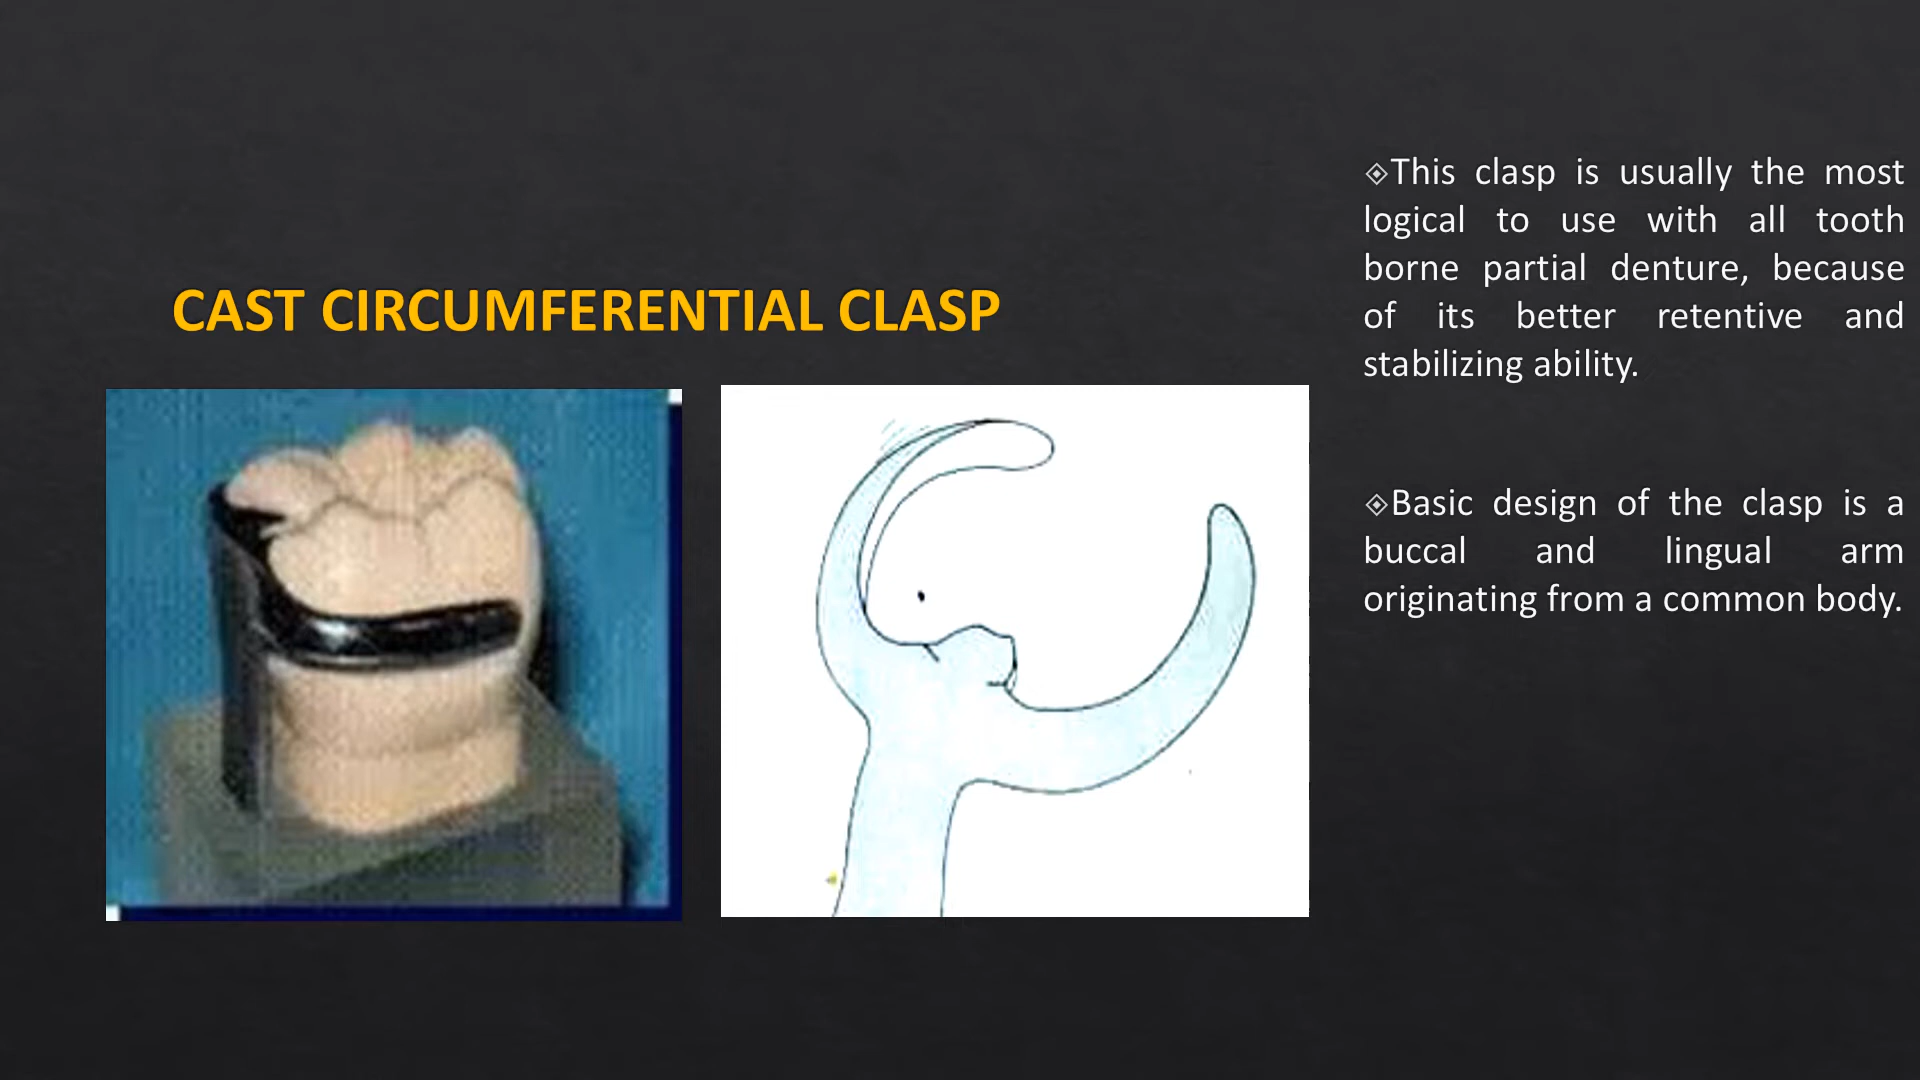 CAST CIRCUMFERENTIAL CLASP
This clasp is usually the most
logical to use with all tooth
borne partial denture, because
of its better retentive and
stabilizing ability.
Basic design of the clasp is a
buccal and lingual arm
originating from a common body.